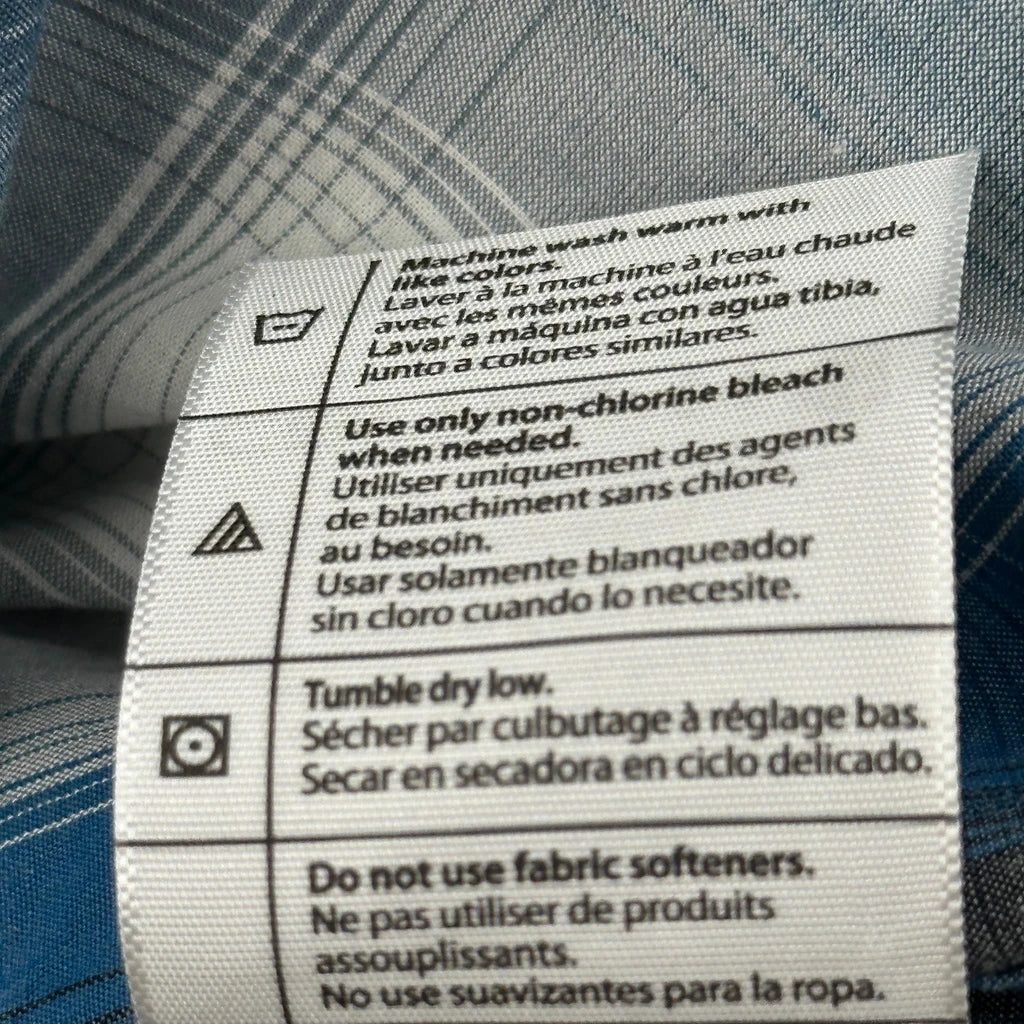 Machine wash warm with
like colors.
Laver à la machine à l'eau chaude
avec les mêmes couleurs.
Lavar a máquina con agua tibia,
junto a colores similares.
Use only non-chlorine bleach
when needed.
Utiliser uniquement des agents
de blanchiment sans chlore,
au besoin.
Usar solamente blanqueador
sin cloro cuando lo necesite.
Tumble dry low.
Sécher par culbutage à réglage bas.
Secar en secadora en ciclo delicado.
Do not use fabric softeners.
Ne pas utiliser de produits
assouplissants.
No use suavizantes para la ropa.